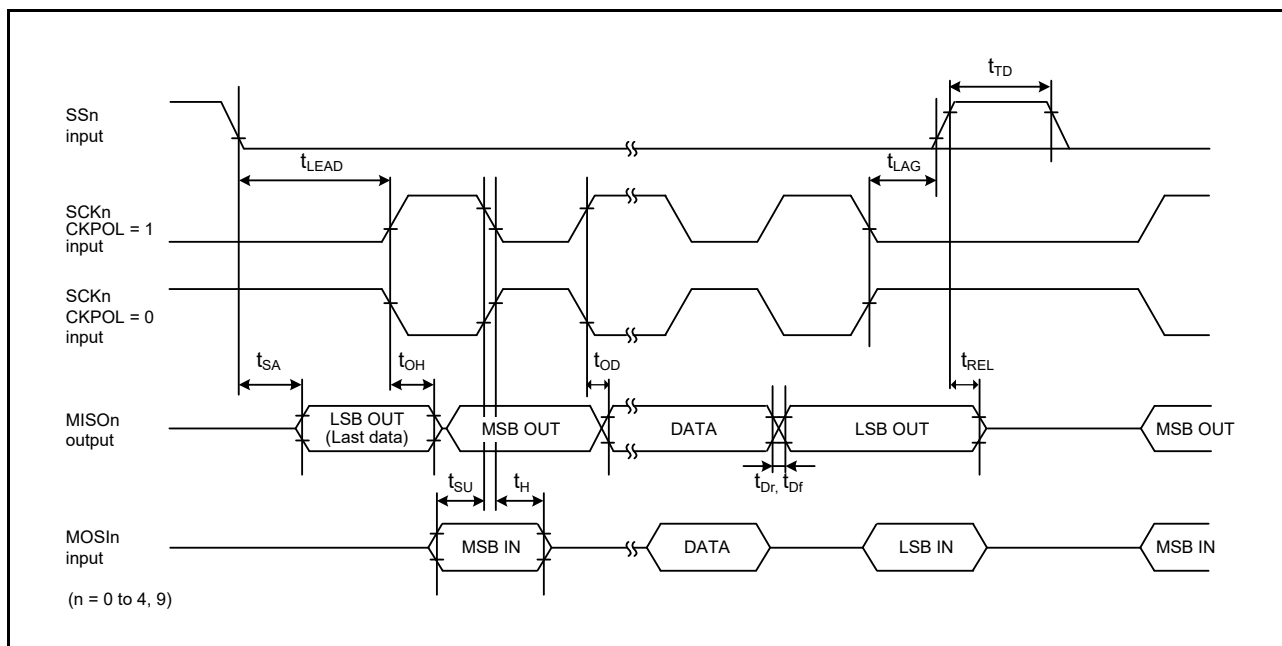 tTD
SSn
input
tLEAD
tLAG
SCKn
CKPOL = 1
input
SCKn
CKPOL = 0
input
tSA
tOH
tOD
tREL
MISOn
output
LSB OUT
(Last data)
MSB OUT
DATA
LSB OUT
MSB OUT
tSU
tH
tDr, tDf
MOSIn
input
MSB IN
DATA
LSB IN
MSB IN
(n = 0 to 4, 9)